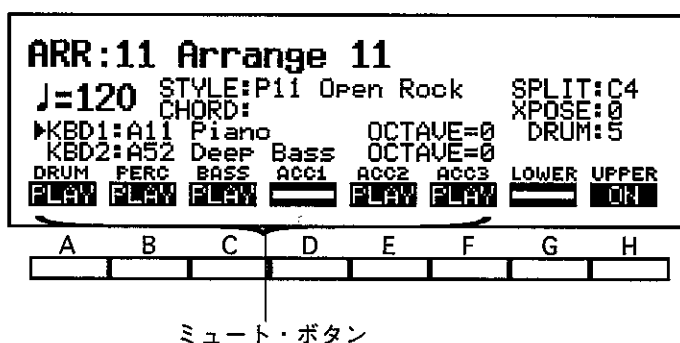 ARR:11 Arrange 11
♩=120 STYLE:P11 Open Rock SPLIT:C4
CHORD: XPOSE:0
▶KBD1:A11 Piano OCTAVE=0 DRUM:5
KBD2:A52 Deep Bass OCTAVE=0
DRUM PERC BASS ACC1 ACC2 ACC3 LOWER UPPER
PLAY PLAY PLAY PLAY PLAY ON
A B C D E F G H
ミュート・ボタン